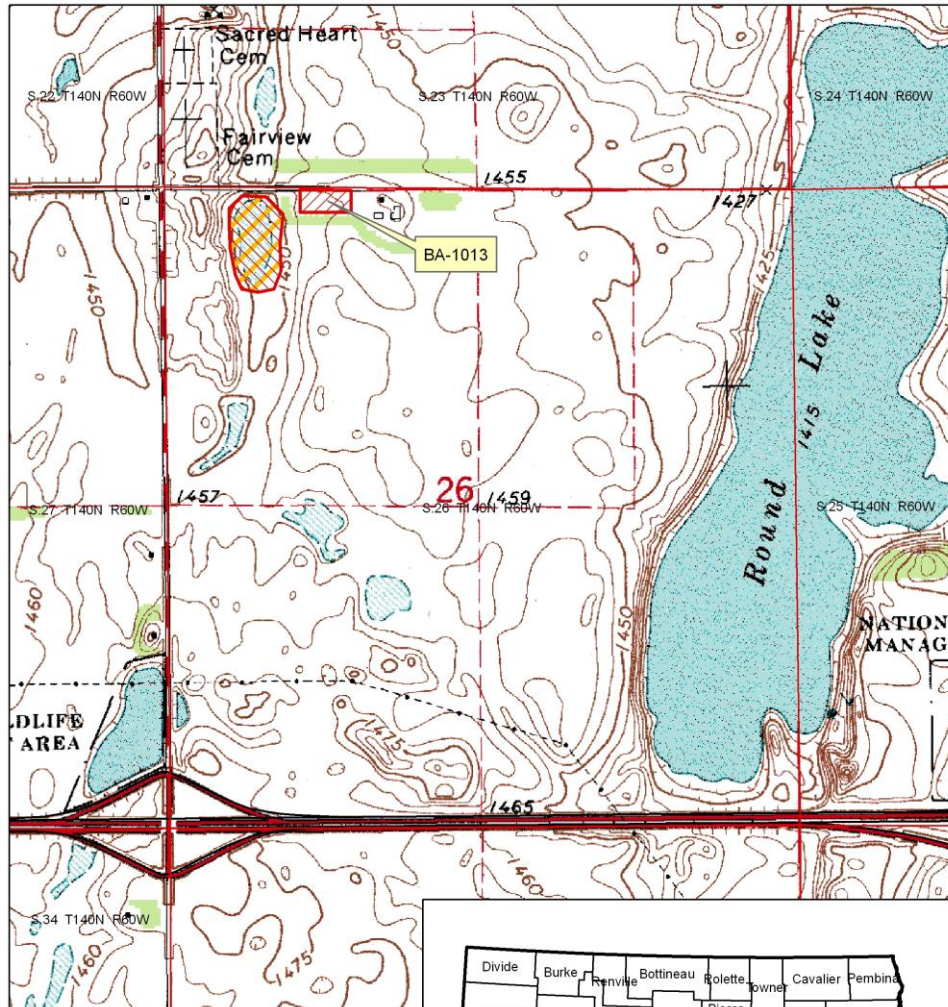 Sacred Heart
Cem
1450
S.22 T140N R60W
S.23 T140N R60W
S.24 T140N R60W
Fairview
Cem
1455
1427
BA-1013
1450
1450
1425
Round Lake
1415
26
1457
1459
S.27 T140N R60W
S.26 T140N R60W
S.25 T140N R60W
1460
1450
NATION
MANAG
LDLIFE
AREA
1475
1465
1460
S.34 T140N R60W
1460
1475
Divide
Burke
Renville
Bottineau
Rolette
Towner
Cavalier
Pembina